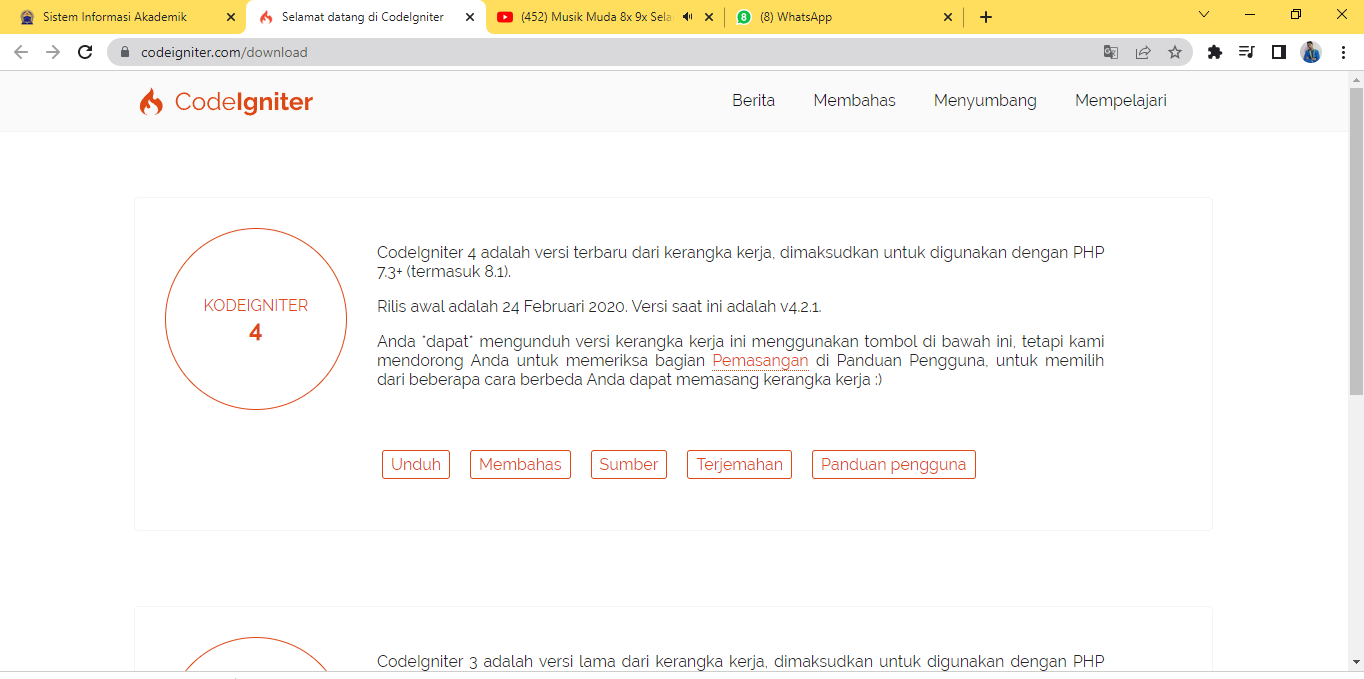 Sistem Informasi Akademik
Selamat datang di CodeIgniter
(452) Musik Muda 8x 9x Sela
(8) WhatsApp
codeigniter.com/download
CodeIgniter
Berita
Membahas
Menyumbang
Mempelajari
KODEIGNITER
4
CodeIgniter 4 adalah versi terbaru dari kerangka kerja, dimaksudkan untuk digunakan dengan PHP
7.3+ (termasuk 8.1).
Rilis awal adalah 24 Februari 2020. Versi saat ini adalah v4.2.1.
Anda *dapat* mengunduh versi kerangka kerja ini menggunakan tombol di bawah ini, tetapi kami
mendorong Anda untuk memeriksa bagian Pemasangan di Panduan Pengguna, untuk memilih
dari beberapa cara berbeda Anda dapat memasang kerangka kerja :)
Unduh
Membahas
Sumber
Terjemahan
Panduan pengguna
CodeIgniter 3 adalah versi lama dari kerangka kerja, dimaksudkan untuk digunakan dengan PHP